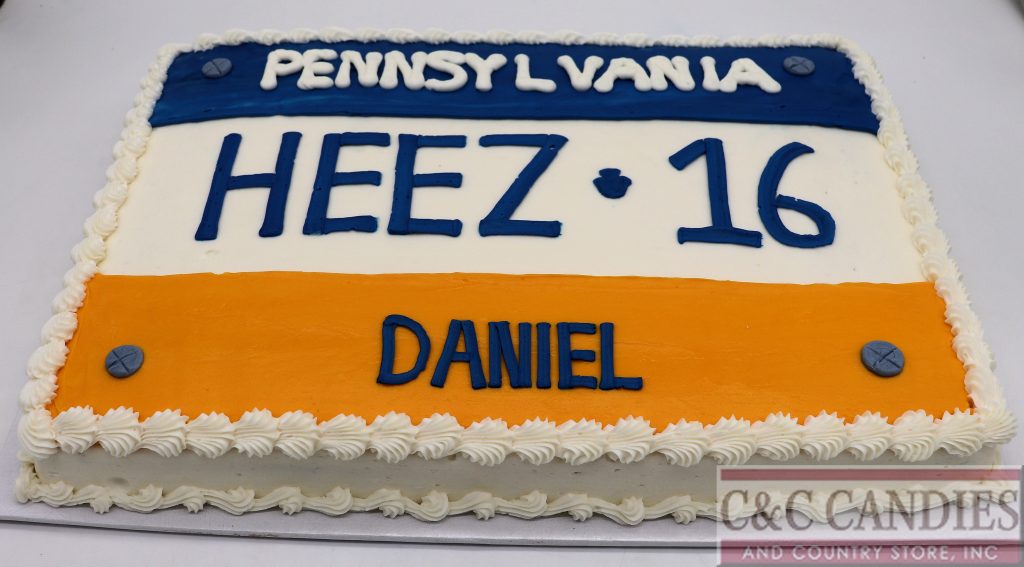 PENNSYLVANIA
HEEZ • 16
DANIEL
C&C CANDIES
AND COUNTRY STORE, INC